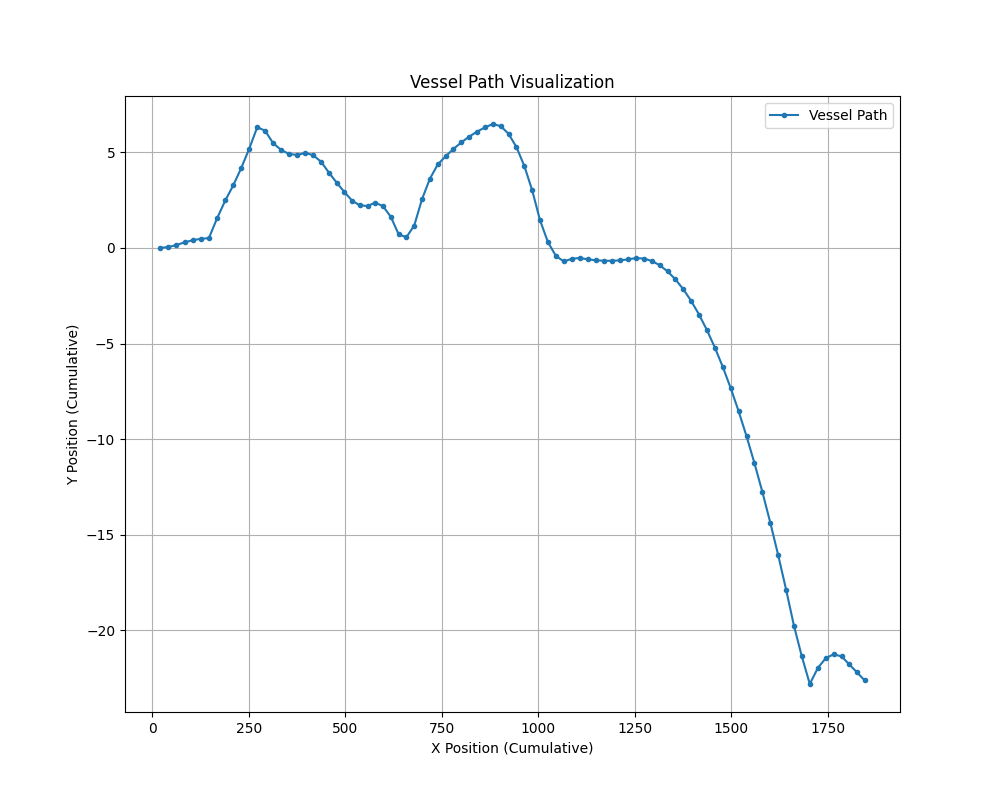 Vessel Path Visualization
Vessel Path
5
0
−5
−10
−15
−20
Y Position (Cumulative)
0 250 500 750 1000 1250 1500 1750
X Position (Cumulative)